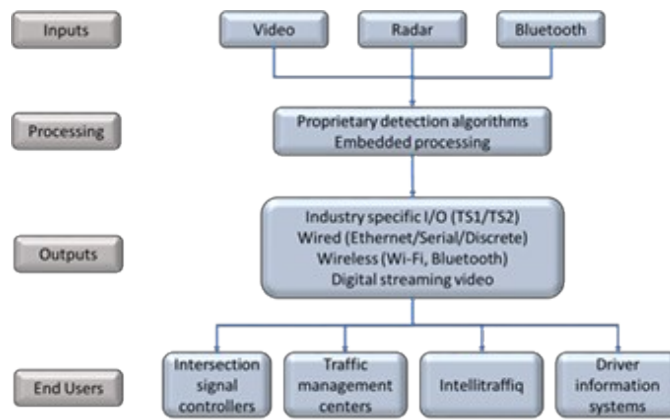 Inputs
Video
Radar
Bluetooth
Processing
Proprietary detection algorithms
Embedded processing
Outputs
Industry specific I/O (TS1/TS2)
Wired (Ethernet/Serial/Discrete)
Wireless (Wi-Fi, Bluetooth)
Digital streaming video
End Users
Intersection
signal
controllers
Traffic
management
centers
Intellitraffiq
Driver
information
systems